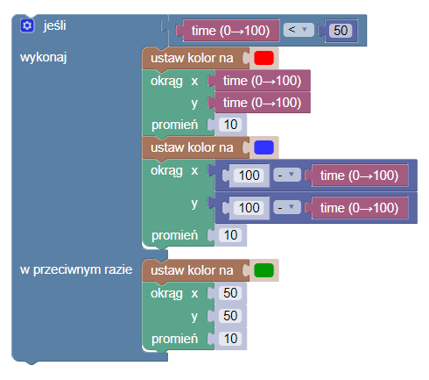 jeśli time (0→100) < 50
wykonaj ustaw kolor na
okrąg x time (0→100)
y time (0→100)
promień 10
ustaw kolor na
okrąg x 100 - time (0→100)
y 100 - time (0→100)
promień 10
w przeciwnym razie ustaw kolor na
okrąg x 50
y 50
promień 10